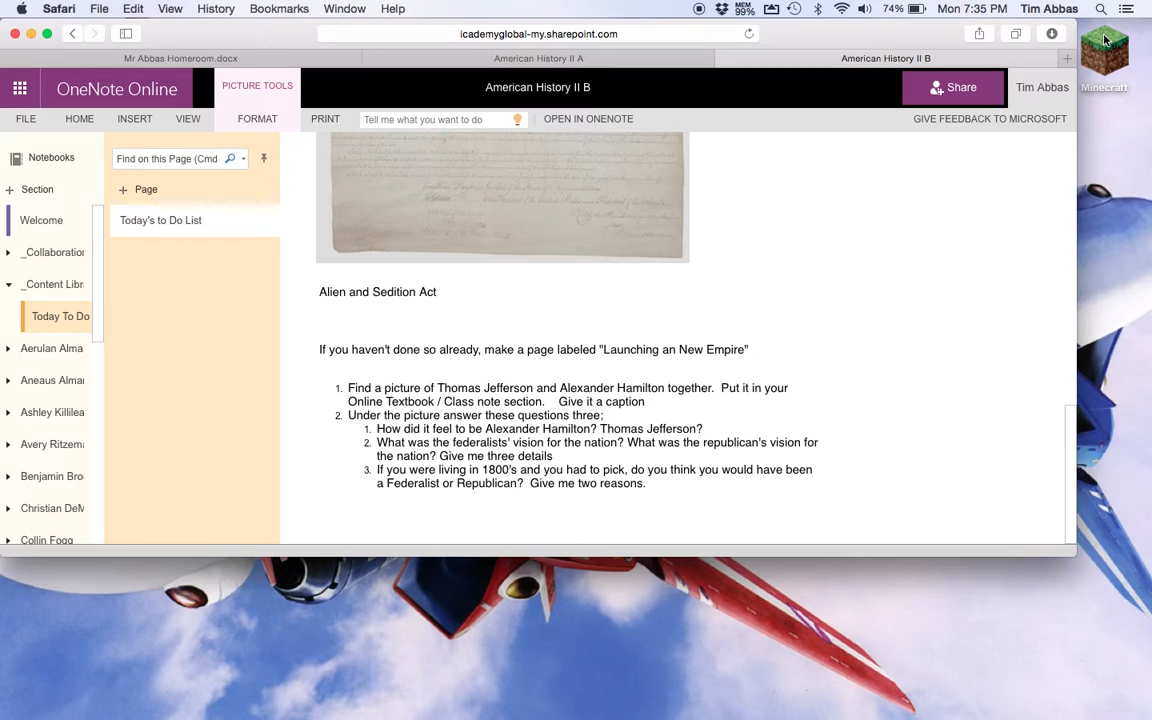 Safari File Edit View History Bookmarks Window Help MEM 99% 74% Mon 7:35 PM Tim Abbas
icademyglobal-my.sharepoint.com
Mr Abbas Homeroom.docx American History II A American History II B
OneNote Online PICTURE TOOLS American History II B Share Tim Abbas
FILE HOME INSERT VIEW FORMAT PRINT Tell me what you want to do OPEN IN ONENOTE GIVE FEEDBACK TO MICROSOFT
Minecraft
Notebooks
Find on this Page (Cmd
Section
Page
Welcome
Today's to Do List
_Collaboration
_Content Libr
Today To Do
Aerulan Alma
Aneaus Almar
Ashley Killilea
Avery Ritzema
Benjamin Bro
Christian DeM
Collin Fogg
Alien and Sedition Act
If you haven't done so already, make a page labeled "Launching an New Empire"
1. Find a picture of Thomas Jefferson and Alexander Hamilton together. Put it in your
Online Textbook / Class note section. Give it a caption
2. Under the picture answer these questions three;
1. How did it feel to be Alexander Hamilton? Thomas Jefferson?
2. What was the federalists' vision for the nation? What was the republican's vision for
the nation? Give me three details
3. If you were living in 1800's and you had to pick, do you think you would have been
a Federalist or Republican? Give me two reasons.